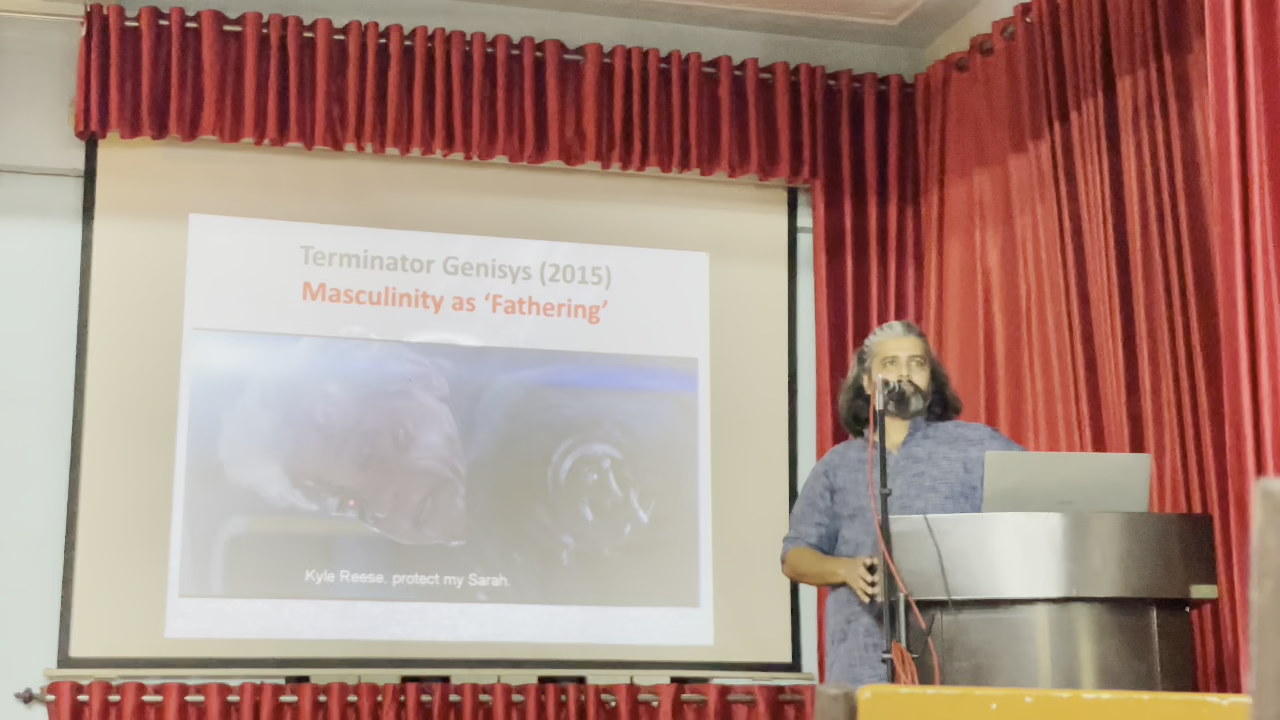 Terminator Genisys (2015)
Masculinity as ‘Fathering’
Kyle Reese, protect my Sarah.